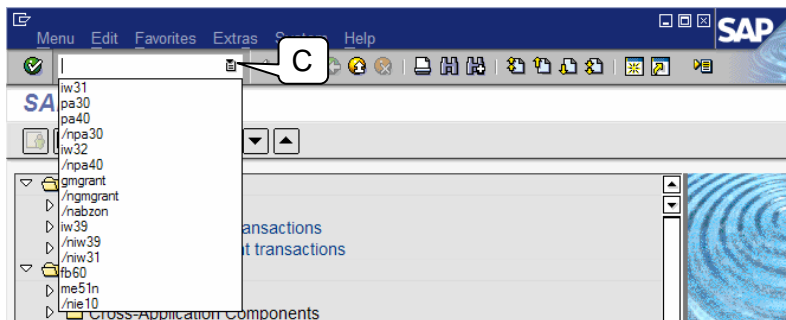 Menu Edit Favorites Extras System Help
SAP
C
iw31
pa30
pa40
/npa30
iw32
/npa40
gmgrant
/ngmgrant
/nabzon
iw39
/niw39
/niw31
fb60
me51n
/nie10
SA
ansactions
t transactions
Cross-Application Components